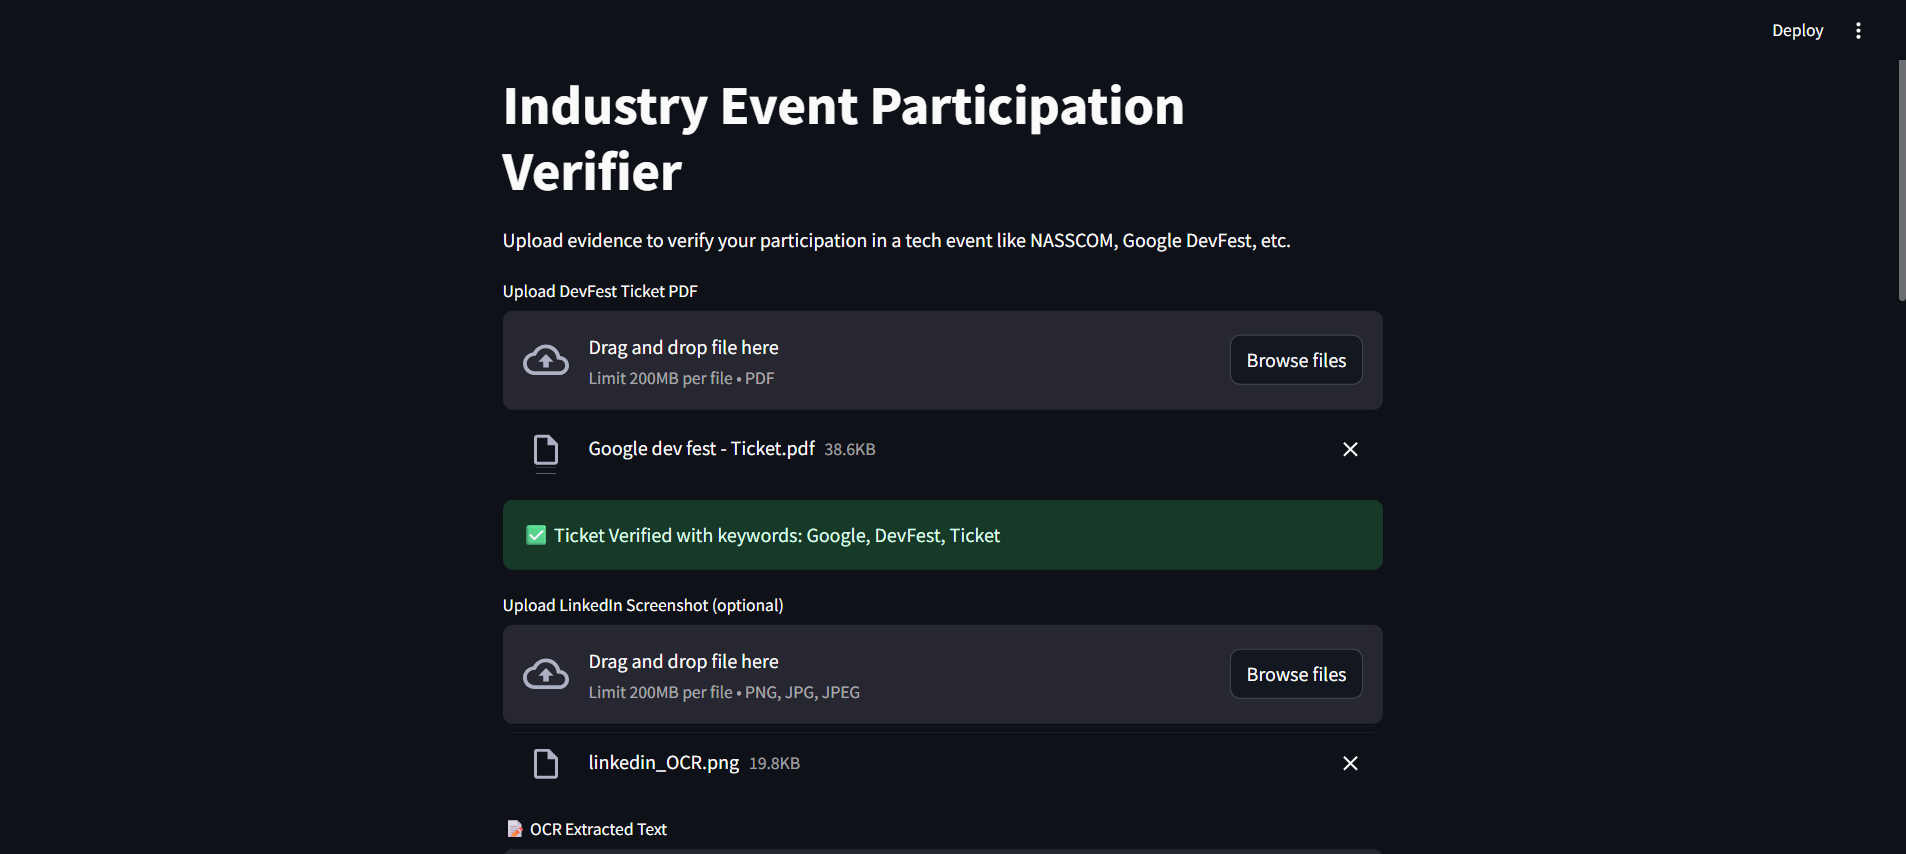 Deploy
Industry Event Participation
Verifier
Upload evidence to verify your participation in a tech event like NASSCOM, Google DevFest, etc.
Upload DevFest Ticket PDF
Drag and drop file here
Limit 200MB per file • PDF
Browse files
Google dev fest - Ticket.pdf 38.6KB
✅ Ticket Verified with keywords: Google, DevFest, Ticket
Upload LinkedIn Screenshot (optional)
Drag and drop file here
Limit 200MB per file • PNG, JPG, JPEG
Browse files
linkedin_OCR.png 19.8KB
📝 OCR Extracted Text